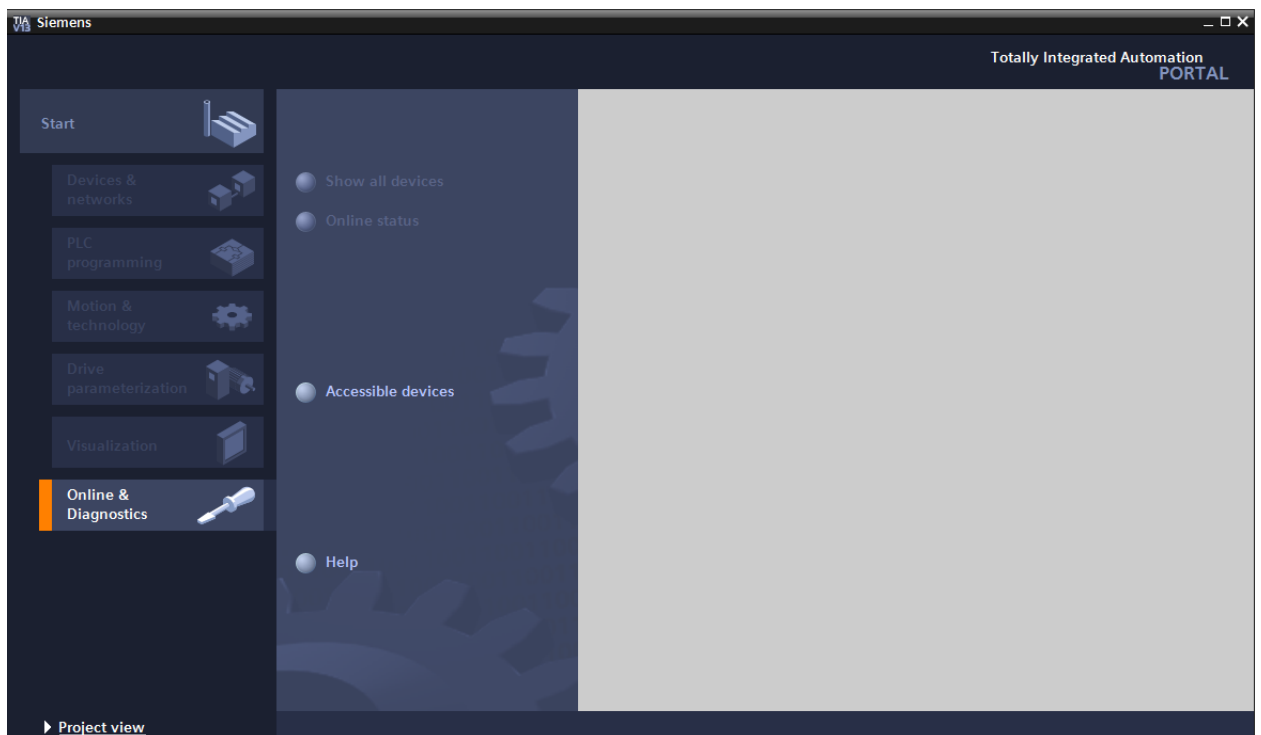 TIA
V13
Siemens
Totally Integrated Automation
PORTAL
Start
Devices &
networks
PLC
programming
Motion &
technology
Drive
parameterization
Visualization
Online &
Diagnostics
Show all devices
Online status
Accessible devices
Help
Project view